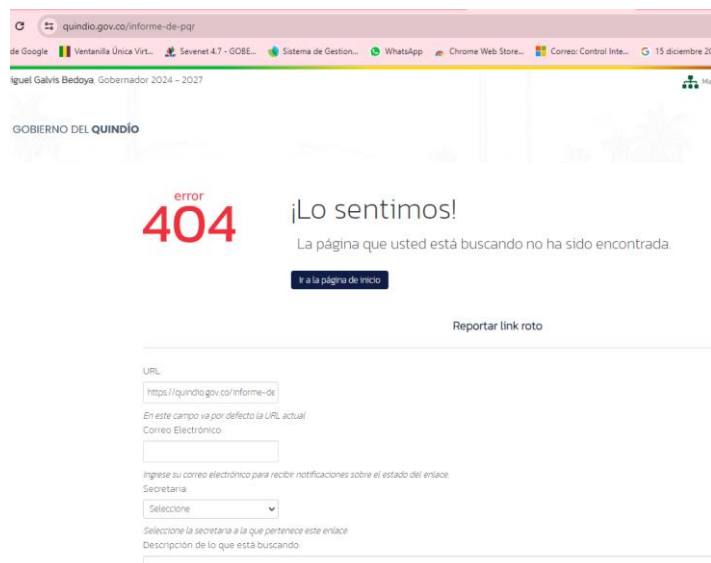 quindio.gov.co/informe-de-pqr
de Google Ventanilla Única Virt... Sevenet 4.7 - GOBE... Sistema de Gestion... WhatsApp Chrome Web Store... Correo: Control Inte... 15 diciembre 20
iguel Galvis Bedoya, Gobernador 2024 - 2027
Ma
GOBIERNO DEL QUINDÍO
error
404
¡Lo sentimos!
La página que usted está buscando no ha sido encontrada
Ir a la página de inicio
Reportar link roto
URL:
https://quindio.gov.co/informe-de
En este campo va por defecto la URL actual
Correo Electrónico:
Ingrese su correo electrónico para recibir notificaciones sobre el estado del enlace.
Secretaría
Seleccione
Seleccione la secretaría a la que pertenece este enlace
Descripción de lo que está buscando: